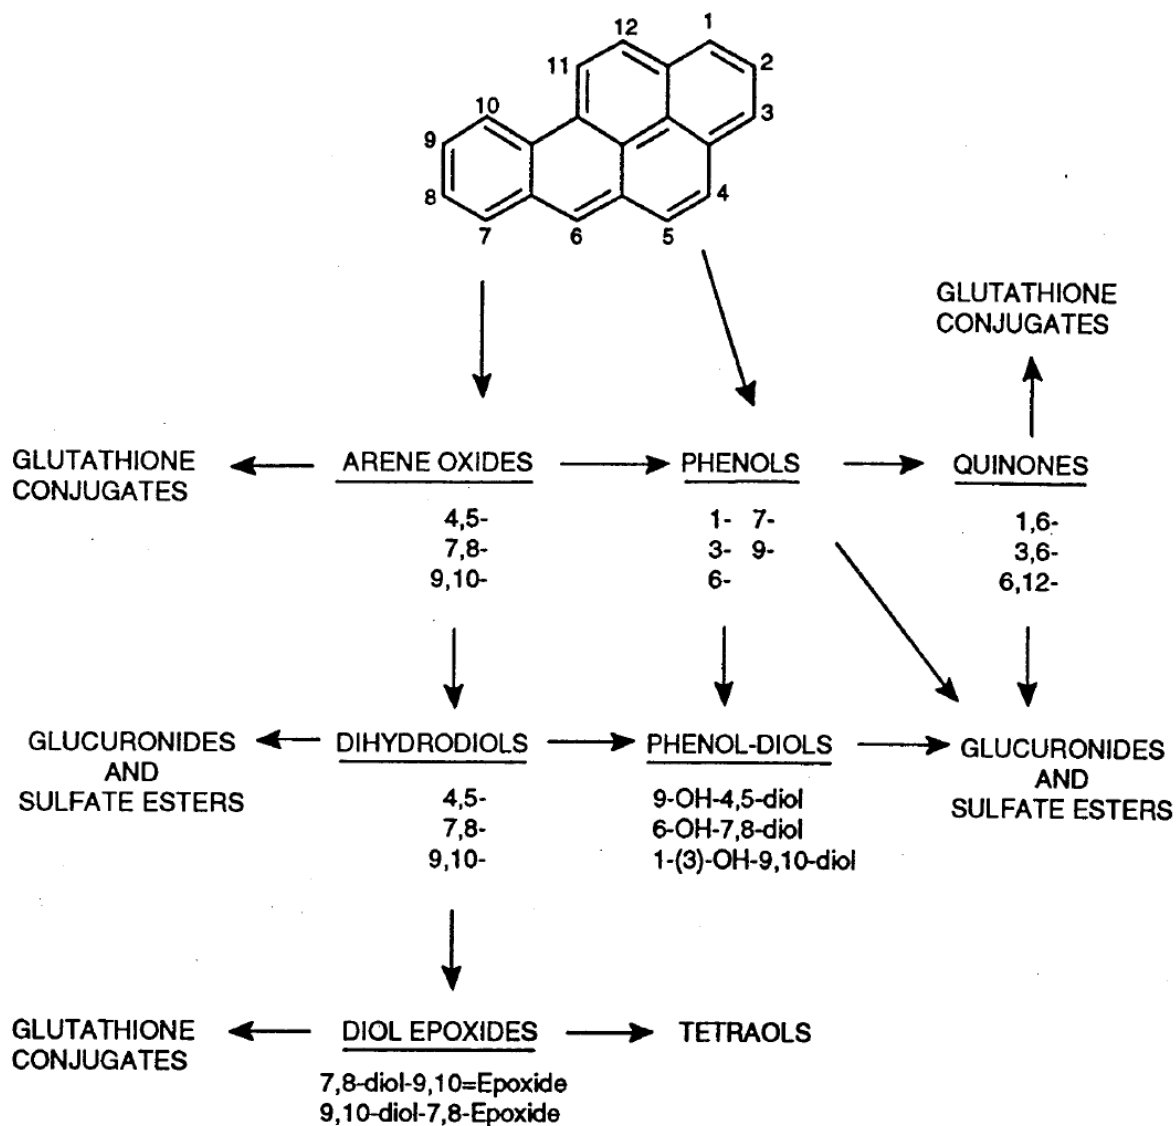 12
1
11
2
10
3
9
8
4
7
6
5
GLUTATHIONE
CONJUGATES
GLUTATHIONE
CONJUGATES
ARENE OXIDES
4,5-
7,8-
9,10-
PHENOLS
1- 7-
3- 9-
6-
QUINONES
1,6-
3,6-
6,12-
GLUCURONIDES
AND
SULFATE ESTERS
DIHYDRODIOLS
4,5-
7,8-
9,10-
PHENOL-DIOLS
9-OH-4,5-diol
6-OH-7,8-diol
1-(3)-OH-9,10-diol
GLUCURONIDES
AND
SULFATE ESTERS
GLUTATHIONE
CONJUGATES
DIOL EPOXIDES
7,8-diol-9,10=Epoxide
9,10-diol-7,8-Epoxide
TETRAOLS